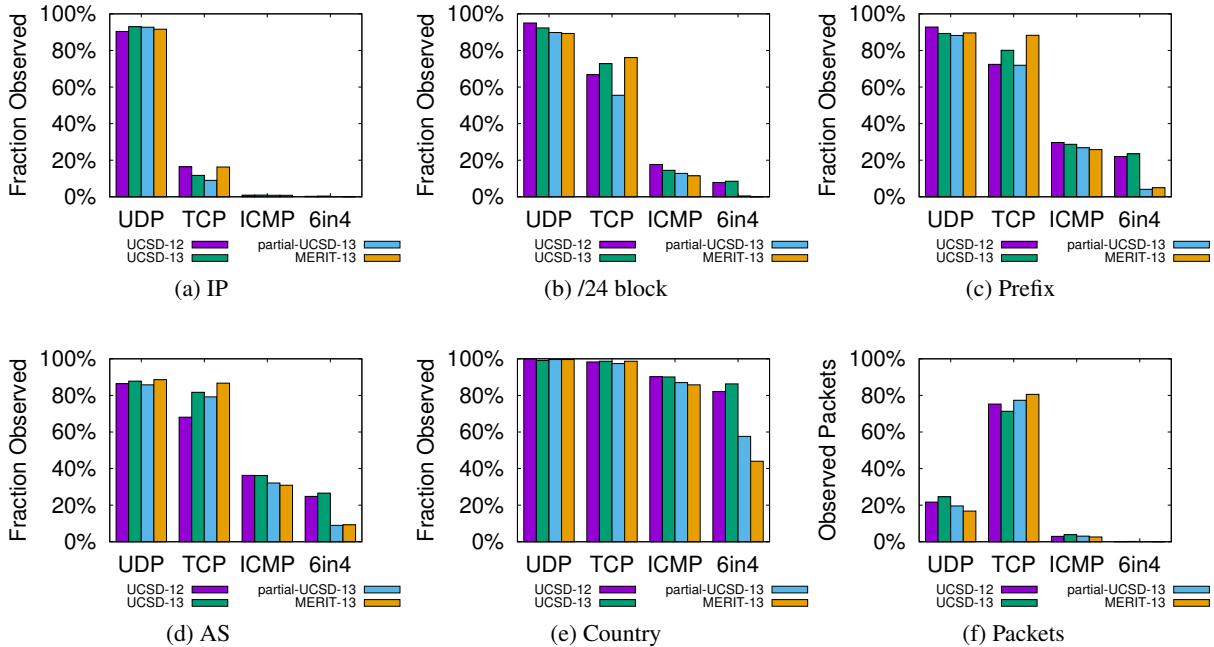 Fraction Observed
100%
80%
60%
40%
20%
0%
UDP TCP ICMP 6in4
UCSD-12 partial-UCSD-13
UCSD-13 MERIT-13
(a) IP
Fraction Observed
100%
80%
60%
40%
20%
0%
UDP TCP ICMP 6in4
UCSD-12 partial-UCSD-13
UCSD-13 MERIT-13
(b) /24 block
Fraction Observed
100%
80%
60%
40%
20%
0%
UDP TCP ICMP 6in4
UCSD-12 partial-UCSD-13
UCSD-13 MERIT-13
(c) Prefix
Fraction Observed
100%
80%
60%
40%
20%
0%
UDP TCP ICMP 6in4
UCSD-12 partial-UCSD-13
UCSD-13 MERIT-13
(d) AS
Fraction Observed
100%
80%
60%
40%
20%
0%
UDP TCP ICMP 6in4
UCSD-12 partial-UCSD-13
UCSD-13 MERIT-13
(e) Country
Observed Packets
100%
80%
60%
40%
20%
0%
UDP TCP ICMP 6in4
UCSD-12 partial-UCSD-13
UCSD-13 MERIT-13
(f) Packets